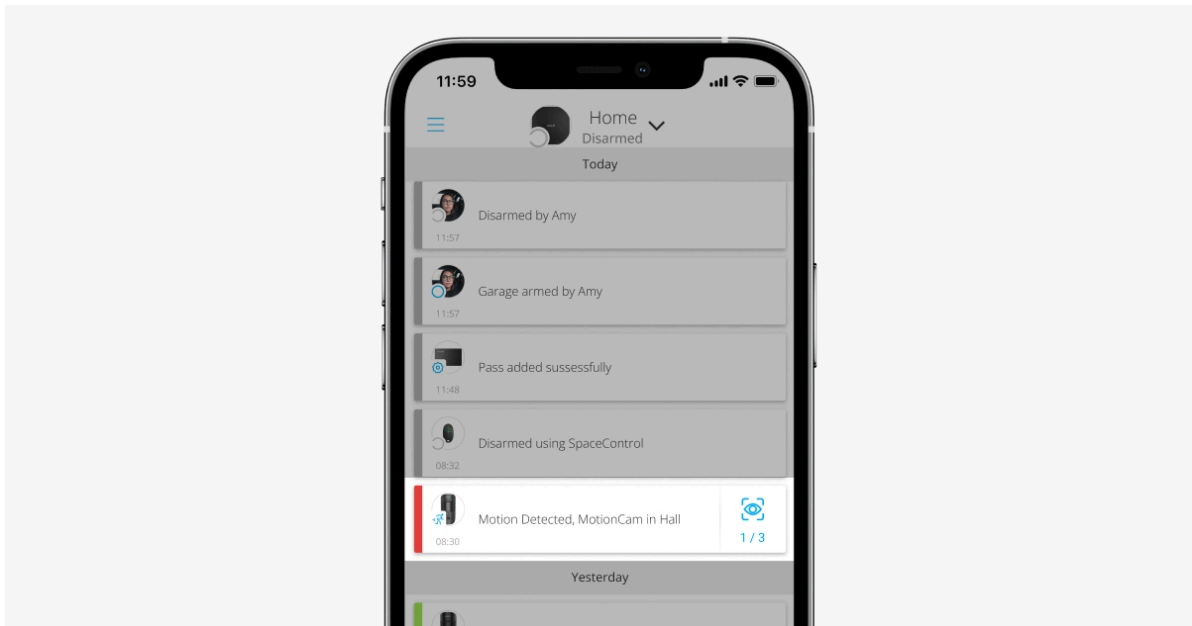 11:59
Home
Disarmed
Today
Disarmed by Amy
11:57
Garage armed by Amy
11:57
Pass added sussessfully
11:48
Disarmed using SpaceControl
08:32
Motion Detected, MotionCam in Hall
08:30
1 / 3
Yesterday